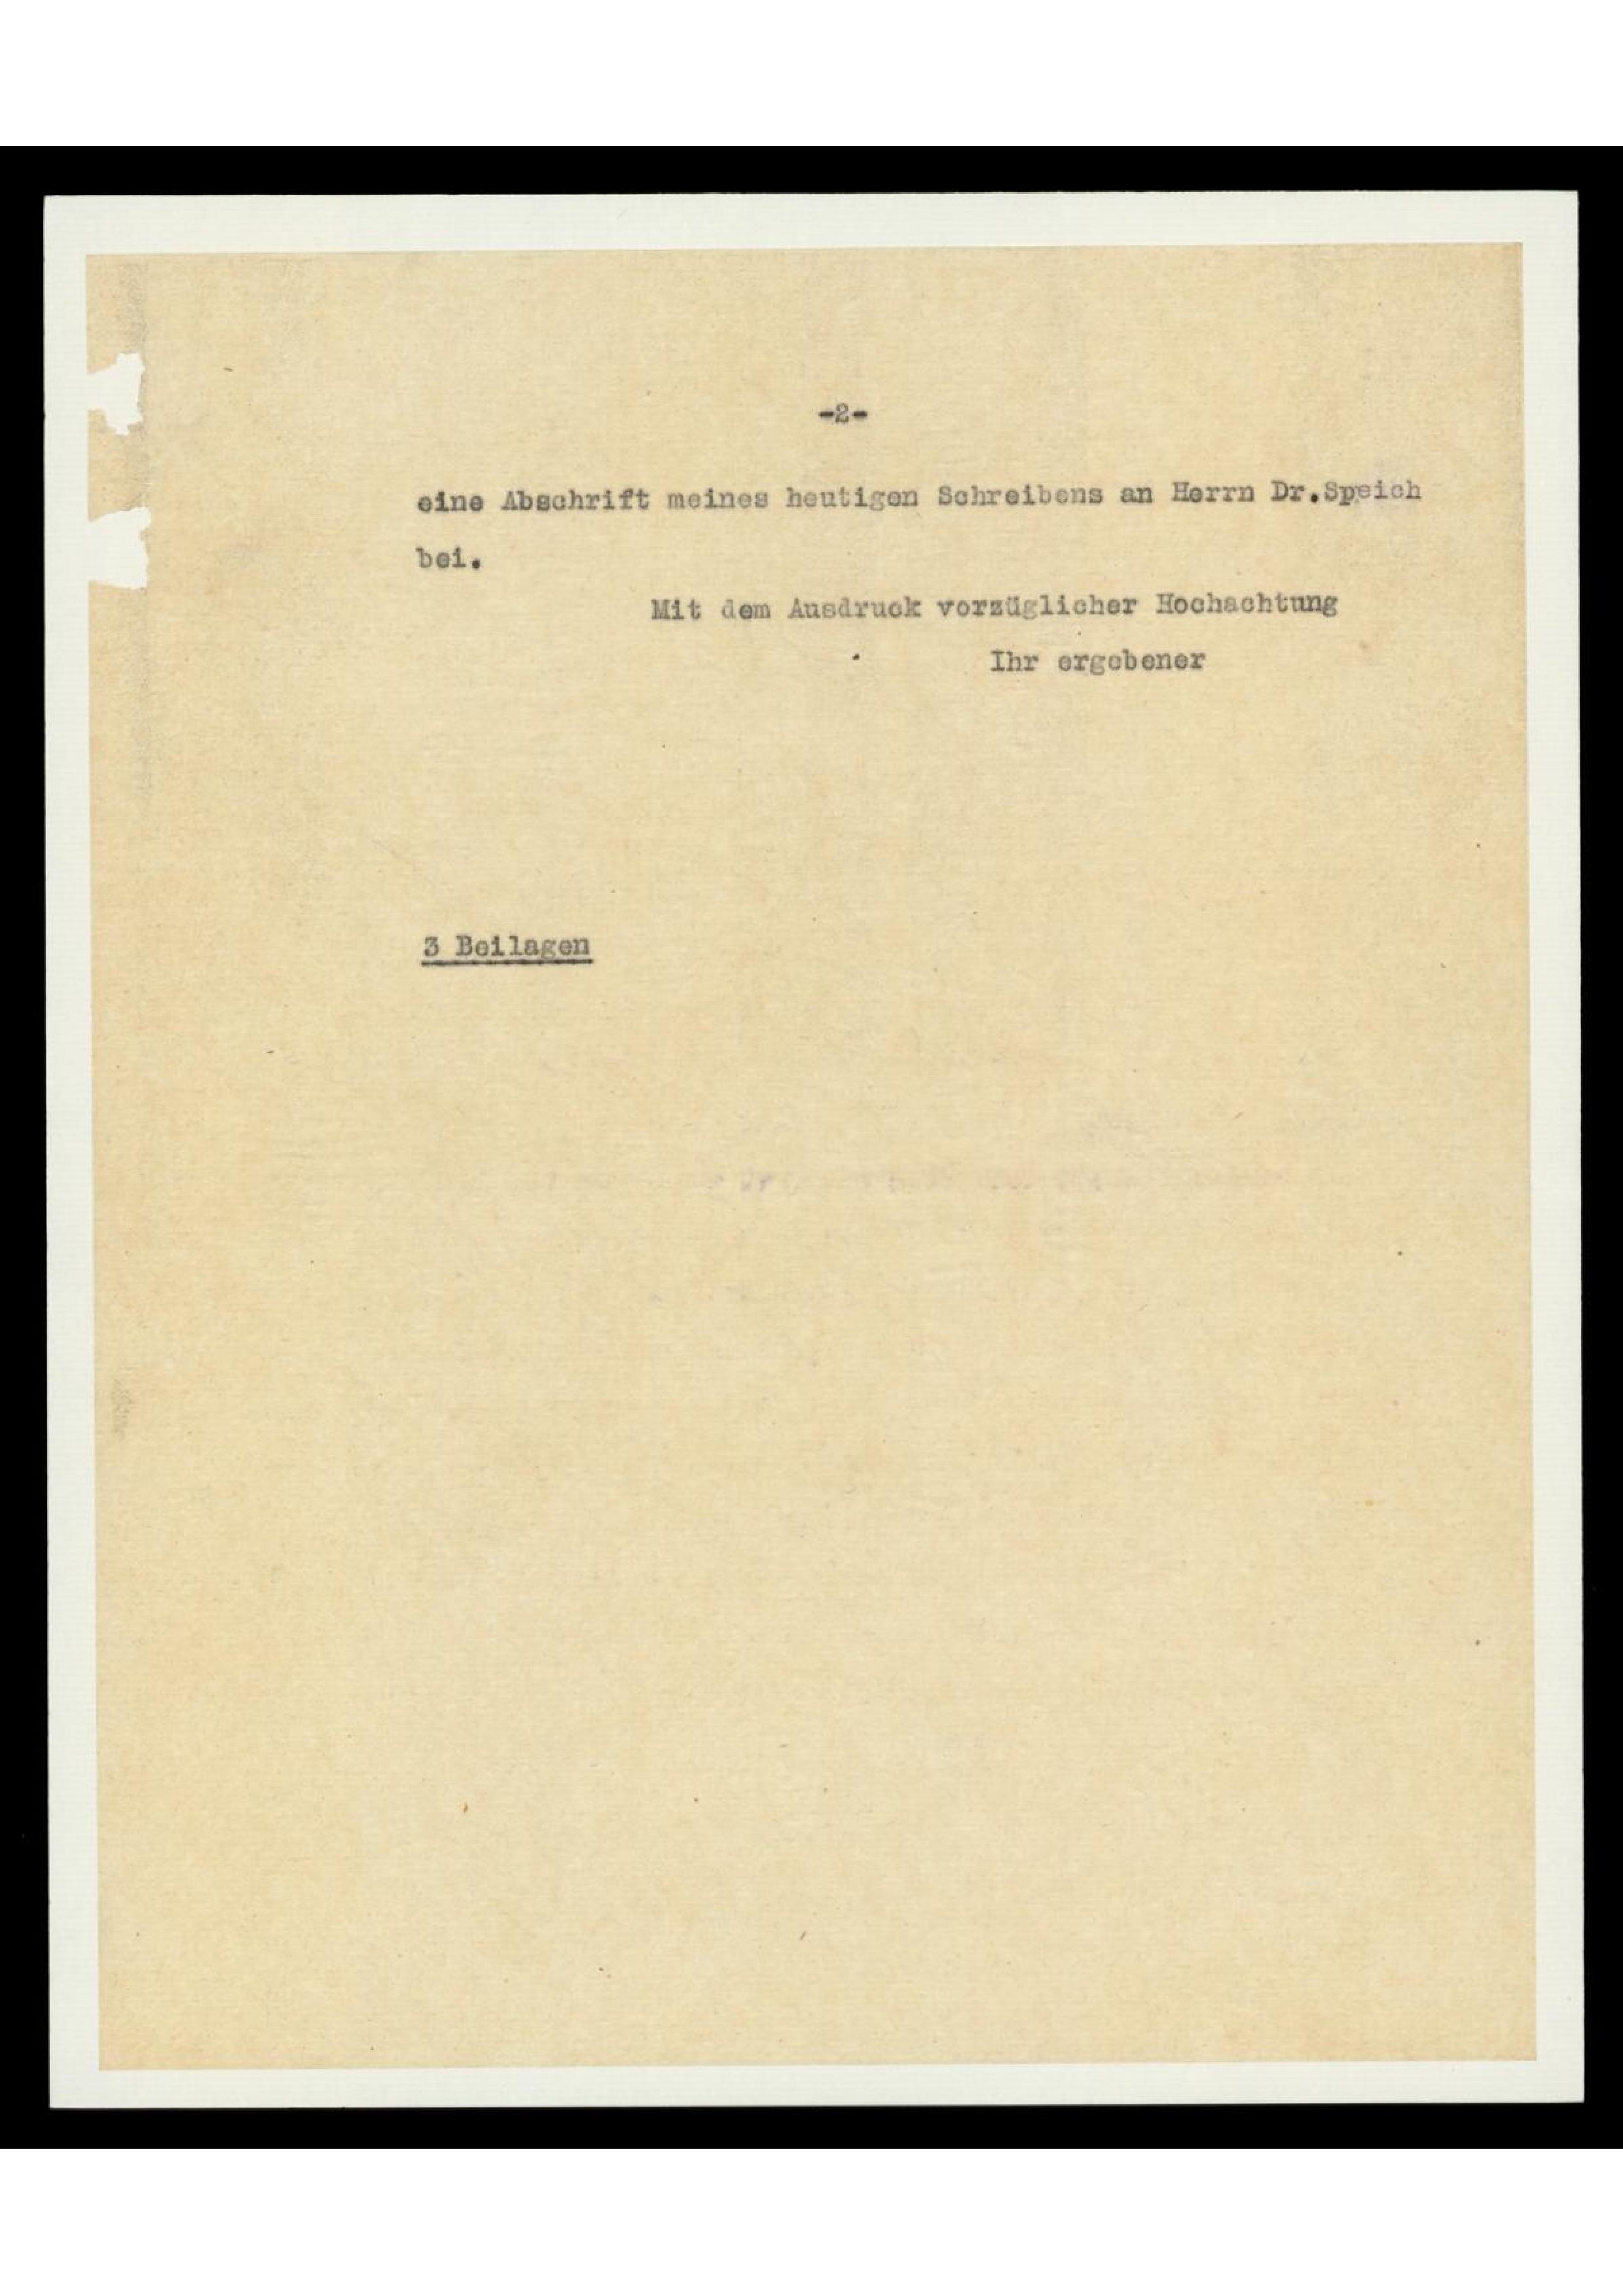 -2-
eine Abschrift meines heutigen Schreibens an Herrn Dr.Speich
bei.
Mit dem Ausdruck vorzüglicher Hochachtung
Ihr ergebener
3 Beilagen